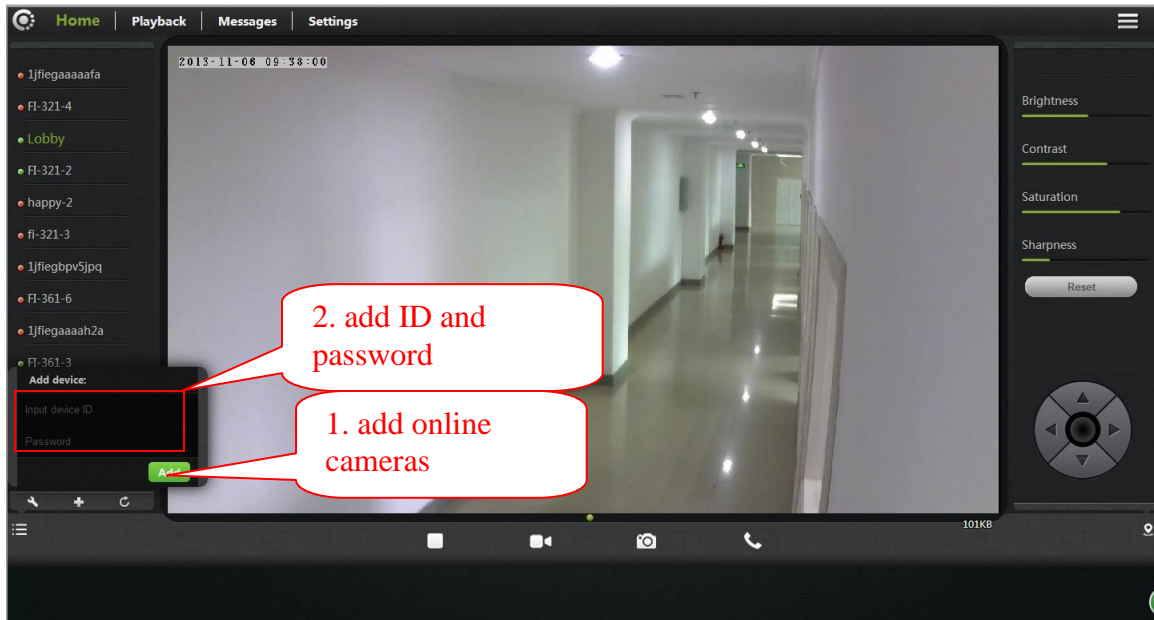 Home
Playback
Messages
Settings
2013-11-06 09:38:00
1jfiegaaaaafa
FI-321-4
Lobby
FI-321-2
happy-2
fi-321-3
1jfiegbpv5jpq
FI-361-6
1jfiegaaaah2a
FI-361-3
Add device:
Input device ID
Password
Add
2. add ID and
password
1. add online
cameras
Brightness
Contrast
Saturation
Sharpness
Reset
101KB